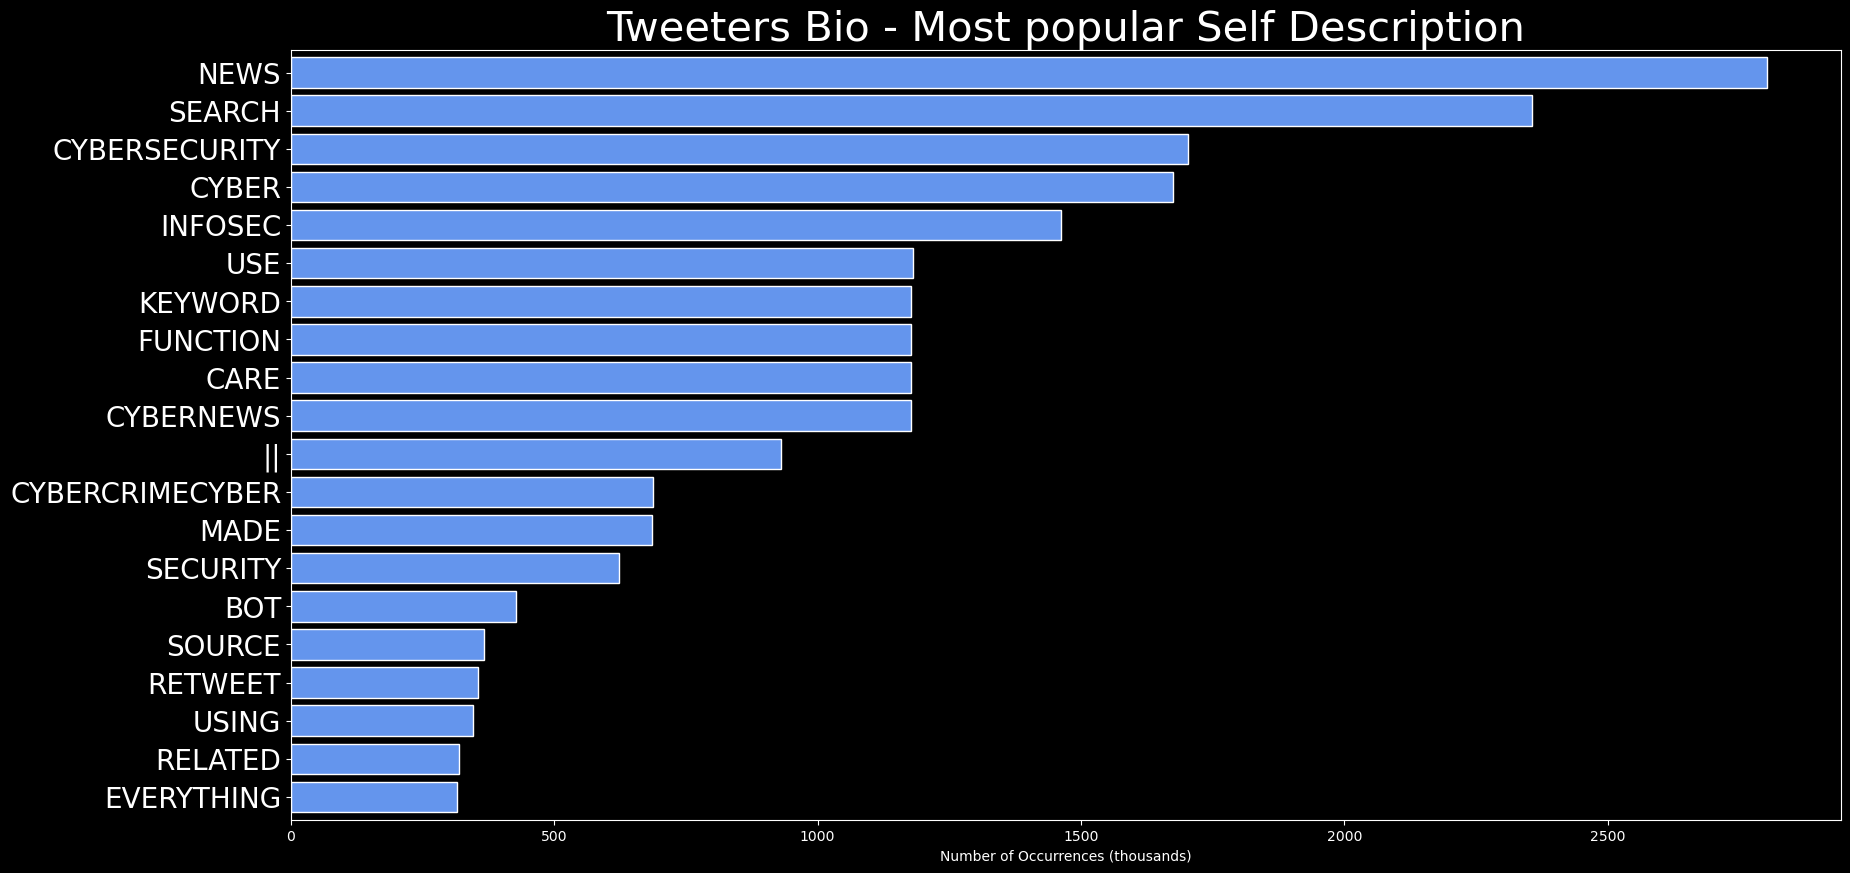 Tweeters Bio - Most popular Self Description
NEWS
SEARCH
CYBERSECURITY
CYBER
INFOSEC
USE
KEYWORD
FUNCTION
CARE
CYBERNEWS
||
CYBERCRIMECYBER
MADE
SECURITY
BOT
SOURCE
RETWEET
USING
RELATED
EVERYTHING
0 500 1000 1500 2000 2500
Number of Occurrences (thousands)